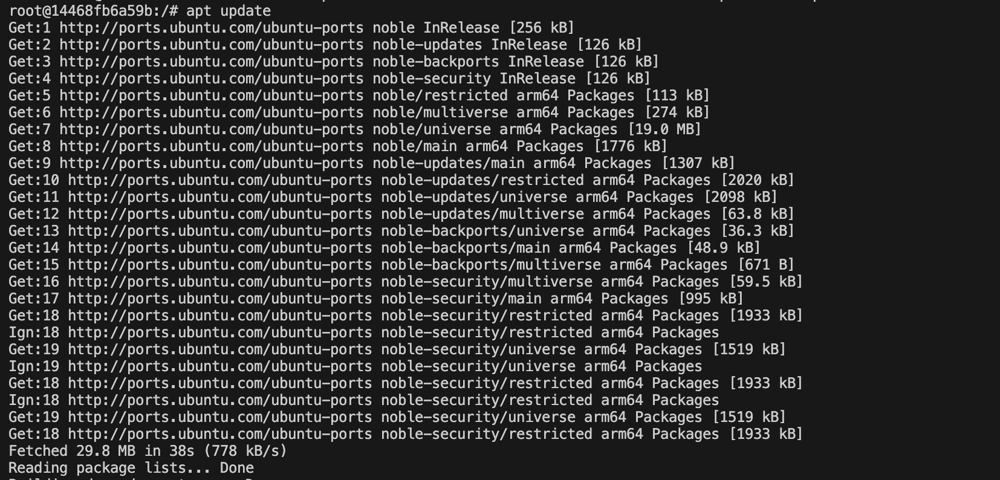 root@14468fb6a59b:/# apt update
Get:1 http://ports.ubuntu.com/ubuntu-ports noble InRelease [256 kB]
Get:2 http://ports.ubuntu.com/ubuntu-ports noble-updates InRelease [126 kB]
Get:3 http://ports.ubuntu.com/ubuntu-ports noble-backports InRelease [126 kB]
Get:4 http://ports.ubuntu.com/ubuntu-ports noble-security InRelease [126 kB]
Get:5 http://ports.ubuntu.com/ubuntu-ports noble/restricted arm64 Packages [113 kB]
Get:6 http://ports.ubuntu.com/ubuntu-ports noble/multiverse arm64 Packages [274 kB]
Get:7 http://ports.ubuntu.com/ubuntu-ports noble/universe arm64 Packages [19.0 MB]
Get:8 http://ports.ubuntu.com/ubuntu-ports noble/main arm64 Packages [1776 kB]
Get:9 http://ports.ubuntu.com/ubuntu-ports noble-updates/main arm64 Packages [1307 kB]
Get:10 http://ports.ubuntu.com/ubuntu-ports noble-updates/restricted arm64 Packages [2020 kB]
Get:11 http://ports.ubuntu.com/ubuntu-ports noble-updates/universe arm64 Packages [2098 kB]
Get:12 http://ports.ubuntu.com/ubuntu-ports noble-updates/multiverse arm64 Packages [63.8 kB]
Get:13 http://ports.ubuntu.com/ubuntu-ports noble-backports/universe arm64 Packages [36.3 kB]
Get:14 http://ports.ubuntu.com/ubuntu-ports noble-backports/main arm64 Packages [48.9 kB]
Get:15 http://ports.ubuntu.com/ubuntu-ports noble-backports/multiverse arm64 Packages [671 B]
Get:16 http://ports.ubuntu.com/ubuntu-ports noble-security/multiverse arm64 Packages [59.5 kB]
Get:17 http://ports.ubuntu.com/ubuntu-ports noble-security/main arm64 Packages [995 kB]
Get:18 http://ports.ubuntu.com/ubuntu-ports noble-security/restricted arm64 Packages [1933 kB]
Ign:18 http://ports.ubuntu.com/ubuntu-ports noble-security/restricted arm64 Packages
Get:19 http://ports.ubuntu.com/ubuntu-ports noble-security/universe arm64 Packages [1519 kB]
Ign:19 http://ports.ubuntu.com/ubuntu-ports noble-security/universe arm64 Packages
Get:18 http://ports.ubuntu.com/ubuntu-ports noble-security/restricted arm64 Packages [1933 kB]
Ign:18 http://ports.ubuntu.com/ubuntu-ports noble-security/restricted arm64 Packages
Get:19 http://ports.ubuntu.com/ubuntu-ports noble-security/universe arm64 Packages [1519 kB]
Get:18 http://ports.ubuntu.com/ubuntu-ports noble-security/restricted arm64 Packages [1933 kB]
Fetched 29.8 MB in 38s (778 kB/s)
Reading package lists... Done